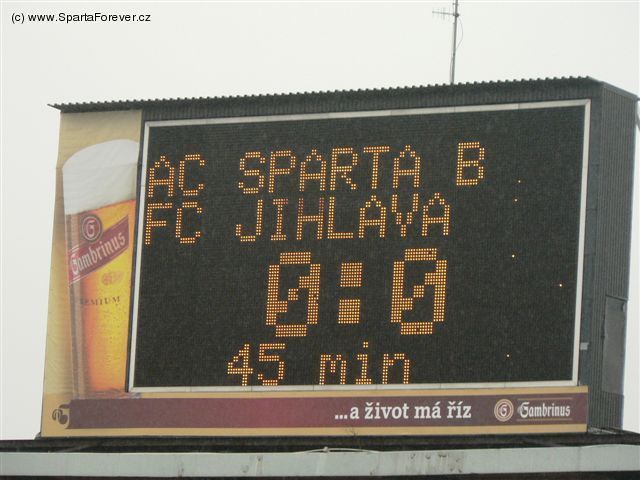 (c) www.SpartaForever.cz
AC SPARTA B
FC JIHLAVA
0:0
45 min
Gambrinus
PREMIUM
...a život má říz
Gambrinus